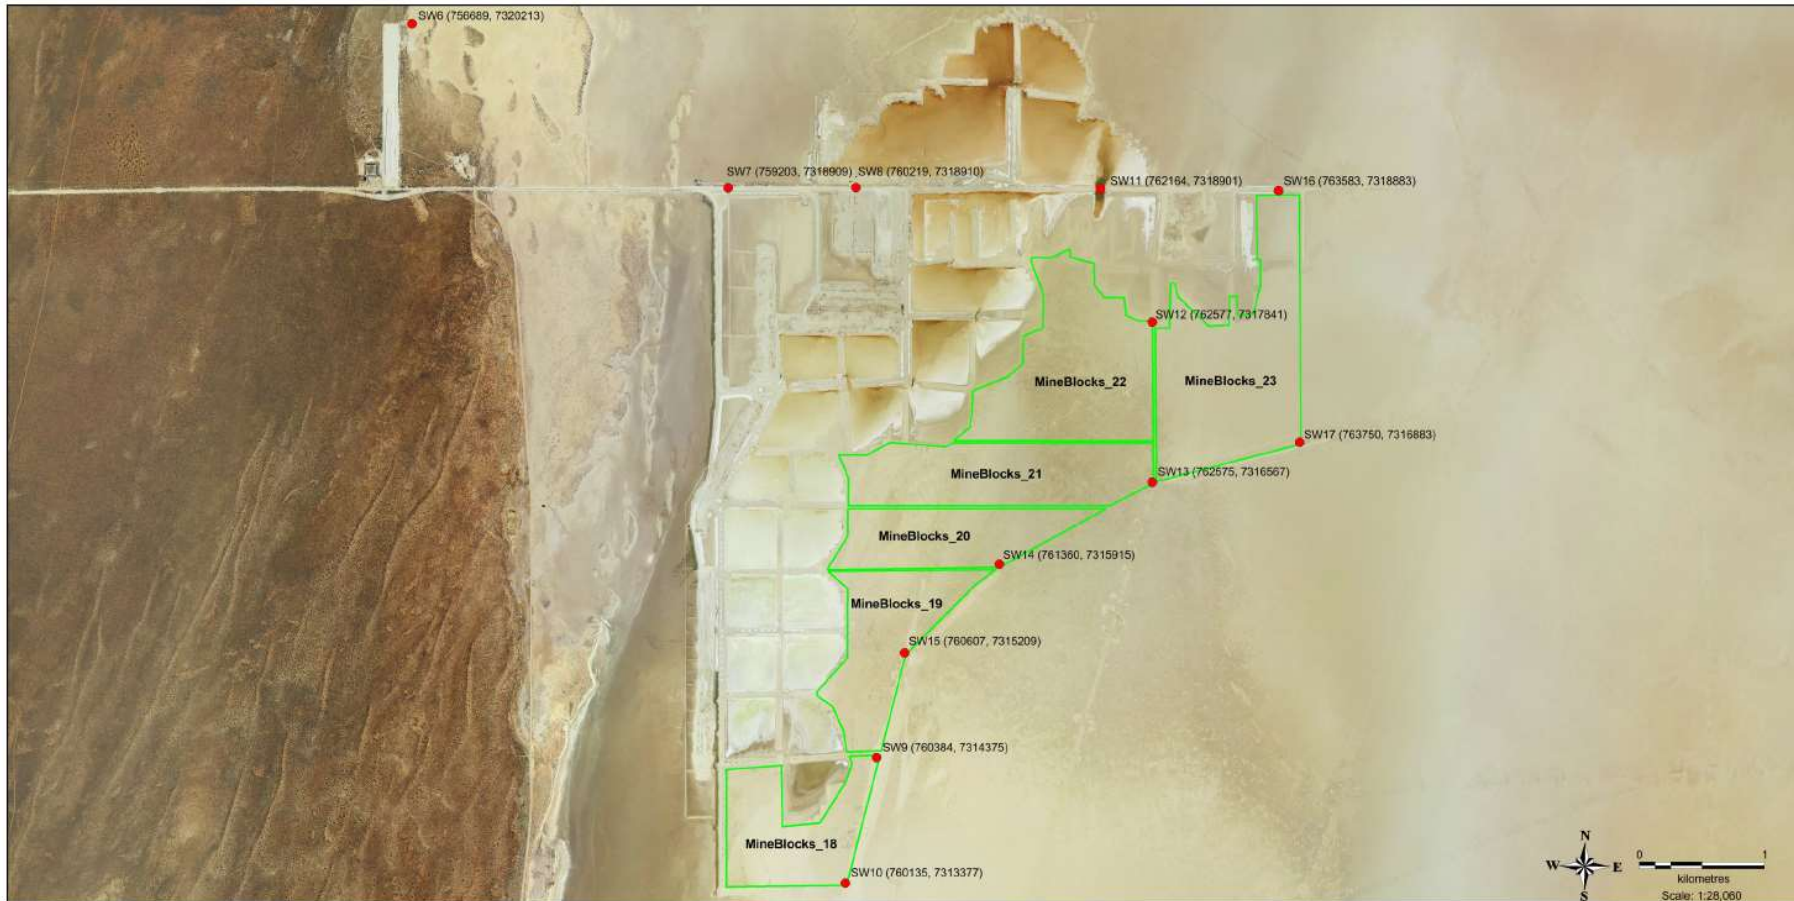 SW6 (756689, 7320213)
SW7 (759203, 7318909)
SW8 (760219, 7318910)
SW11 (762164, 7318901)
SW16 (763583, 7318883)
SW12 (762577, 7317841)
MineBlocks_22
MineBlocks_23
SW17 (763750, 7316883)
MineBlocks_21
SW13 (762575, 7316567)
MineBlocks_20
SW14 (761360, 7315915)
MineBlocks_19
SW15 (760607, 7315209)
SW9 (760384, 7314375)
MineBlocks_18
SW10 (760135, 7313377)
N
W
E
S
0 1
kilometres
Scale: 1:28,060